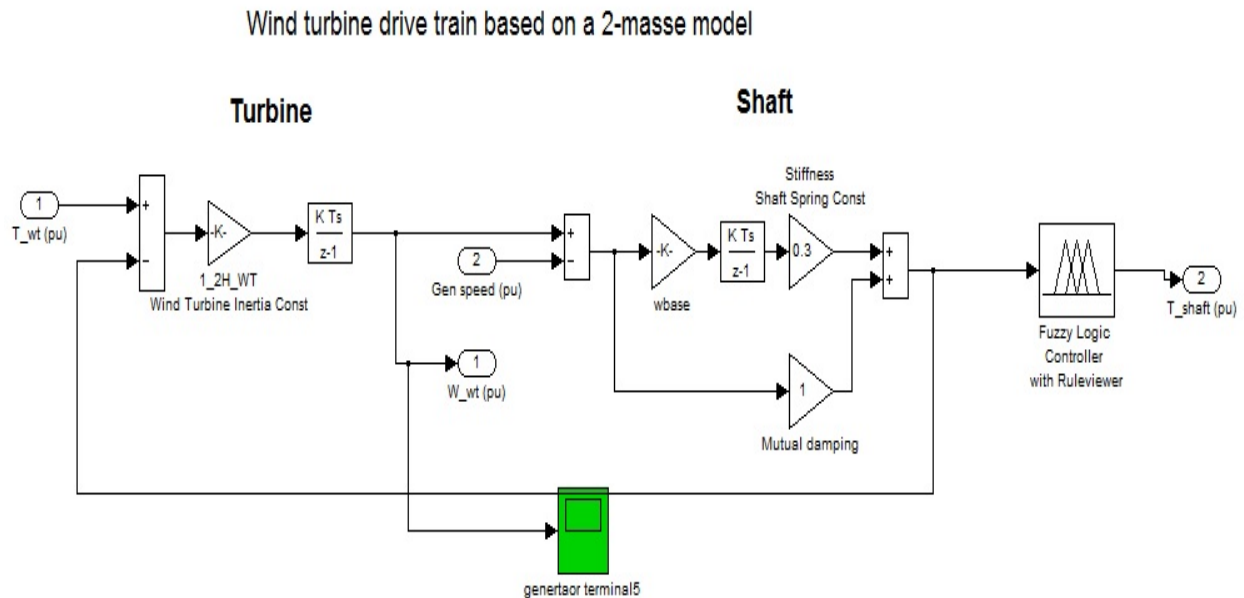 Wind turbine drive train based on a 2-masse model
Turbine
Shaft
Stiffness
Shaft Spring Const
1
T_wt (pu)
+
−
-K-
1_2H_WT
Wind Turbine Inertia Const
K Ts
z-1
2
Gen speed (pu)
+
−
-K-
wbase
K Ts
z-1
0.3
+
+
Fuzzy Logic
Controller
with Ruleviewer
2
T_shaft (pu)
1
W_wt (pu)
1
Mutual damping
genertaor terminal5